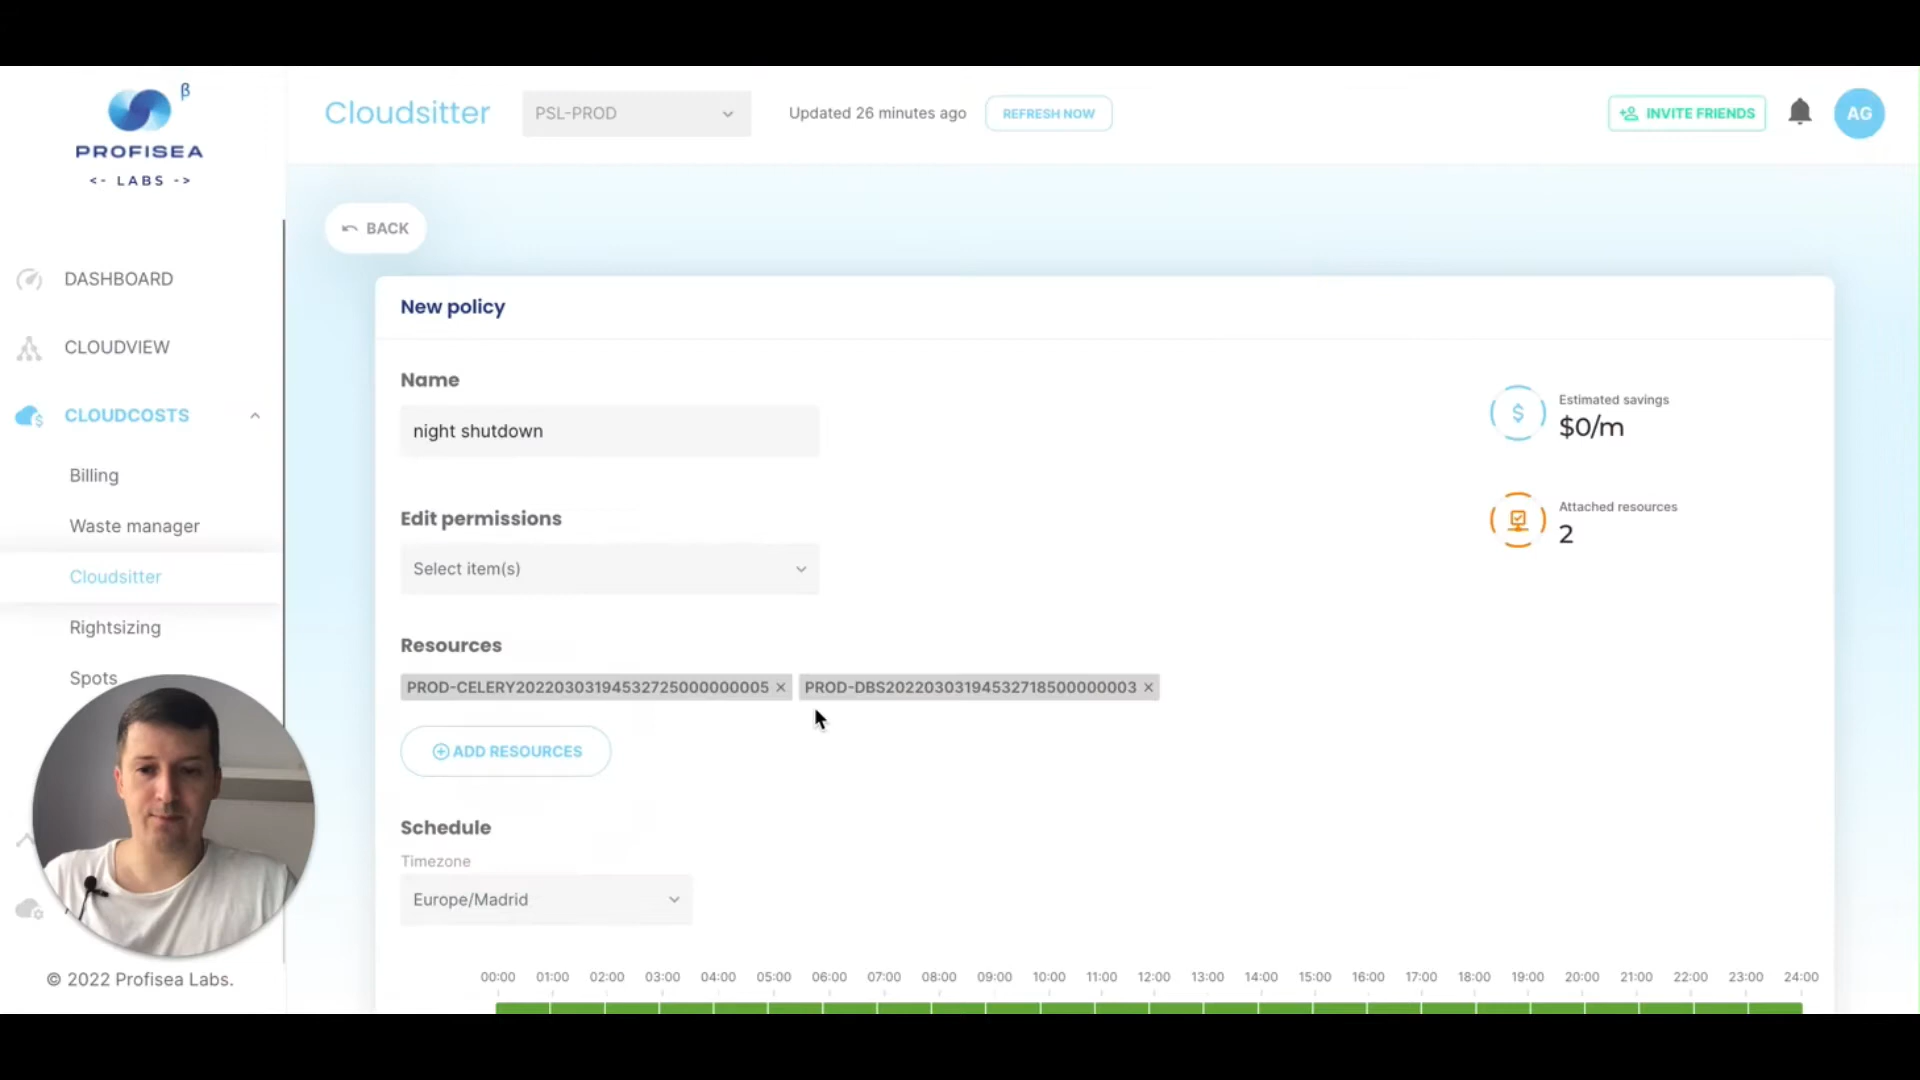 β
PROFISEA
<- LABS ->
Cloudsitter
PSL-PROD
Updated 26 minutes ago
REFRESH NOW
INVITE FRIENDS
AG
BACK
DASHBOARD
CLOUDVIEW
CLOUDCOSTS
Billing
Waste manager
Cloudsitter
Rightsizing
Spots
© 2022 Profisea Labs.
New policy
Name
night shutdown
Estimated savings
$0/m
Attached resources
2
Edit permissions
Select item(s)
Resources
PROD-CELERY20220303194532725000000005 × PROD-DBS20220303194532718500000003 ×
ADD RESOURCES
Schedule
Timezone
Europe/Madrid
00:00 01:00 02:00 03:00 04:00 05:00 06:00 07:00 08:00 09:00 10:00 11:00 12:00 13:00 14:00 15:00 16:00 17:00 18:00 19:00 20:00 21:00 22:00 23:00 24:00